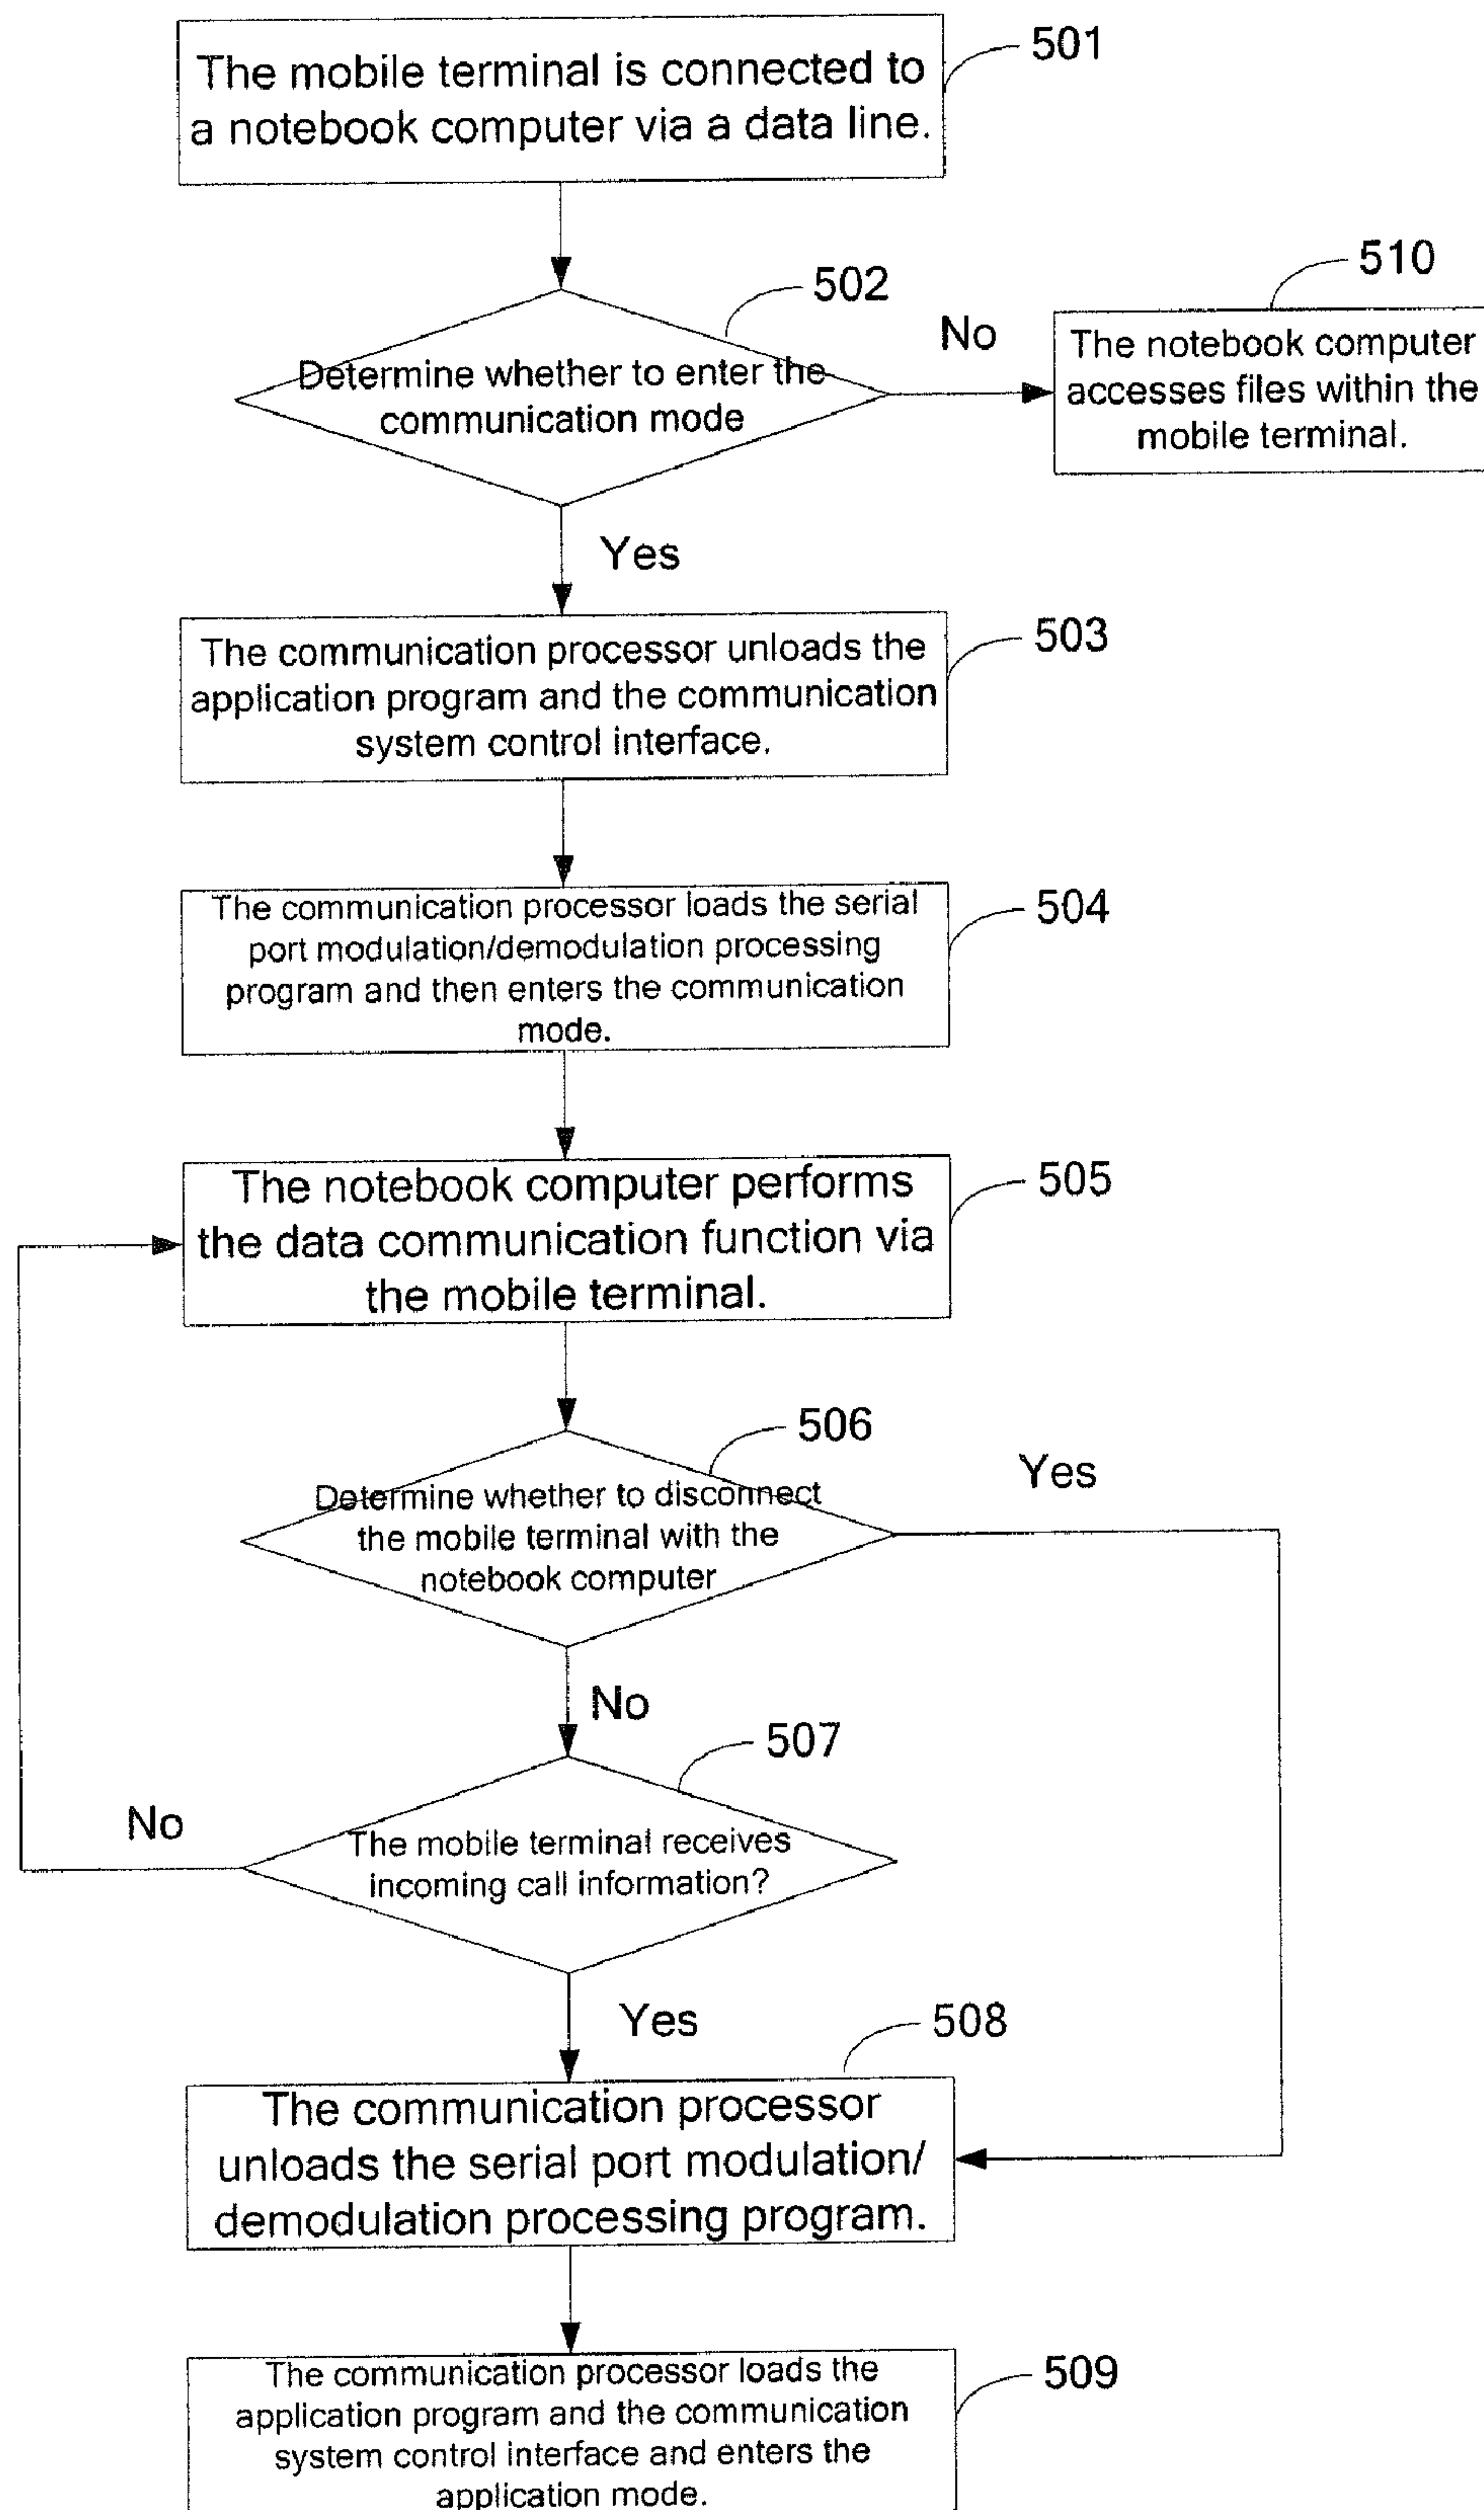 501
The mobile terminal is connected to
a notebook computer via a data line.
502
Determine whether to enter the
communication mode
No
510
The notebook computer
accesses files within the
mobile terminal.
Yes
503
The communication processor unloads the
application program and the communication
system control interface.
504
The communication processor loads the serial
port modulation/demodulation processing
program and then enters the communication
mode.
505
The notebook computer performs
the data communication function via
the mobile terminal.
506
Determine whether to disconnect
the mobile terminal with the
notebook computer
Yes
No
507
The mobile terminal receives
incoming call information?
No
Yes
508
The communication processor
unloads the serial port modulation/
demodulation processing program.
509
The communication processor loads the
application program and the communication
system control interface and enters the
application mode.